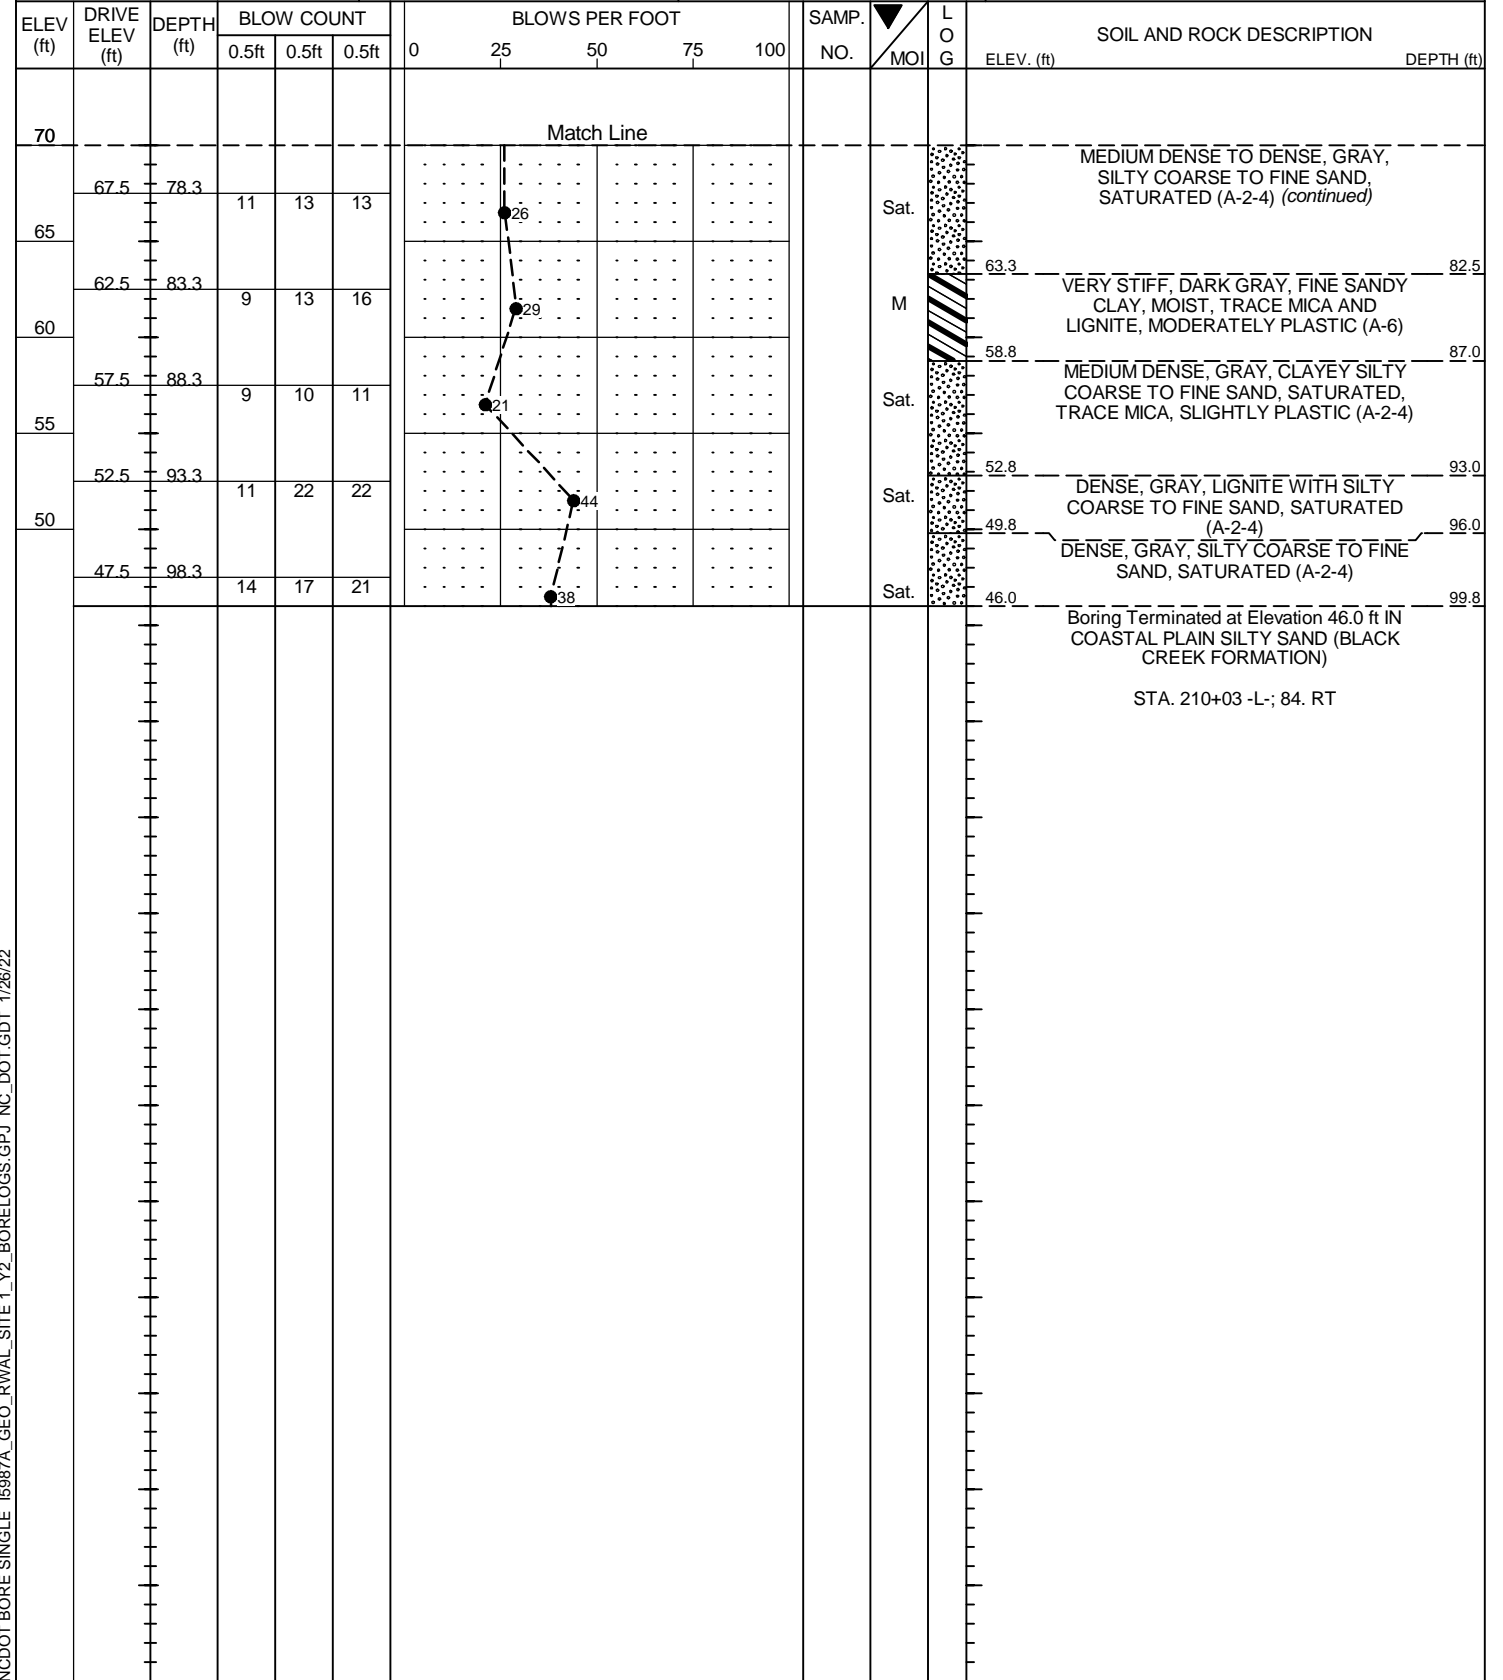 ELEV (ft)
DRIVE ELEV (ft)
DEPTH (ft)
BLOW COUNT
0.5ft 0.5ft 0.5ft
BLOWS PER FOOT
0 25 50 75 100
SAMP. NO.
MOI
L O G
SOIL AND ROCK DESCRIPTION
ELEV. (ft) DEPTH (ft)
70 Match Line
MEDIUM DENSE TO DENSE, GRAY,
SILTY COARSE TO FINE SAND,
SATURATED (A-2-4) (continued)
67.5 78.3
11 13 13 26 Sat.
65
63.3 82.5
VERY STIFF, DARK GRAY, FINE SANDY
CLAY, MOIST, TRACE MICA AND
LIGNITE, MODERATELY PLASTIC (A-6)
62.5 83.3
9 13 16 29 M
60
58.8 87.0
MEDIUM DENSE, GRAY, CLAYEY SILTY
COARSE TO FINE SAND, SATURATED,
TRACE MICA, SLIGHTLY PLASTIC (A-2-4)
57.5 88.3
9 10 11 21 Sat.
55
52.8 93.0
DENSE, GRAY, LIGNITE WITH SILTY
COARSE TO FINE SAND, SATURATED
(A-2-4)
52.5 93.3
11 22 22 44 Sat.
50
49.8 96.0
DENSE, GRAY, SILTY COARSE TO FINE
SAND, SATURATED (A-2-4)
47.5 98.3
14 17 21 38 Sat.
46.0 99.8
Boring Terminated at Elevation 46.0 ft IN
COASTAL PLAIN SILTY SAND (BLACK
CREEK FORMATION)
STA. 210+03 -L-; 84. RT
NCDOT BORE SINGLE I5987A_GEO_RWAL_SITE 1_Y2_BORELOGS.GPJ NC_DOT.GDT 1/26/22